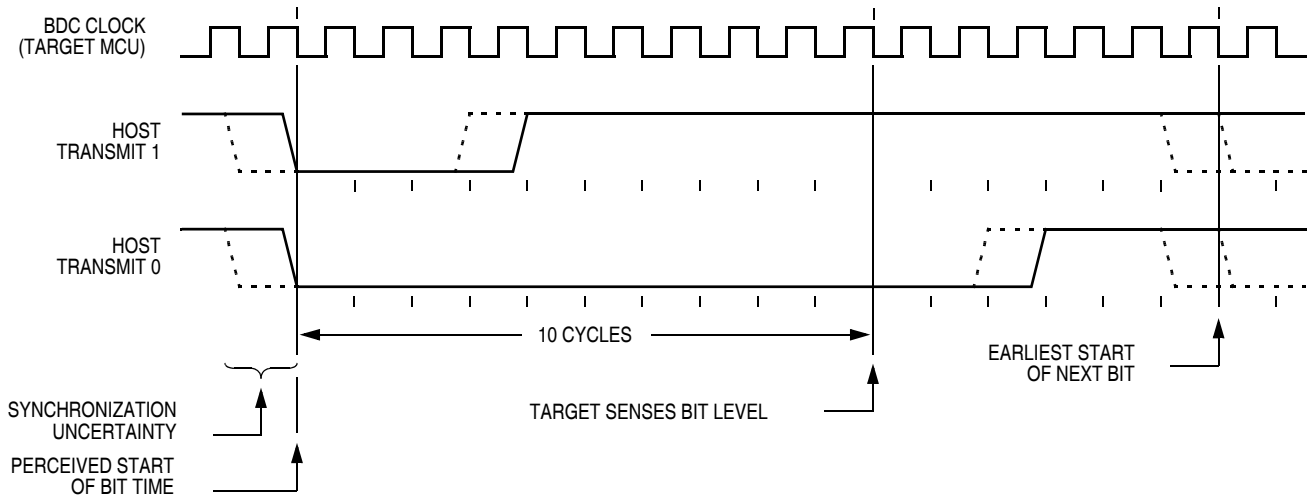 BDC CLOCK
(TARGET MCU)
HOST
TRANSMIT 1
HOST
TRANSMIT 0
10 CYCLES
EARLIEST START
OF NEXT BIT
TARGET SENSES BIT LEVEL
SYNCHRONIZATION
UNCERTAINTY
PERCEIVED START
OF BIT TIME